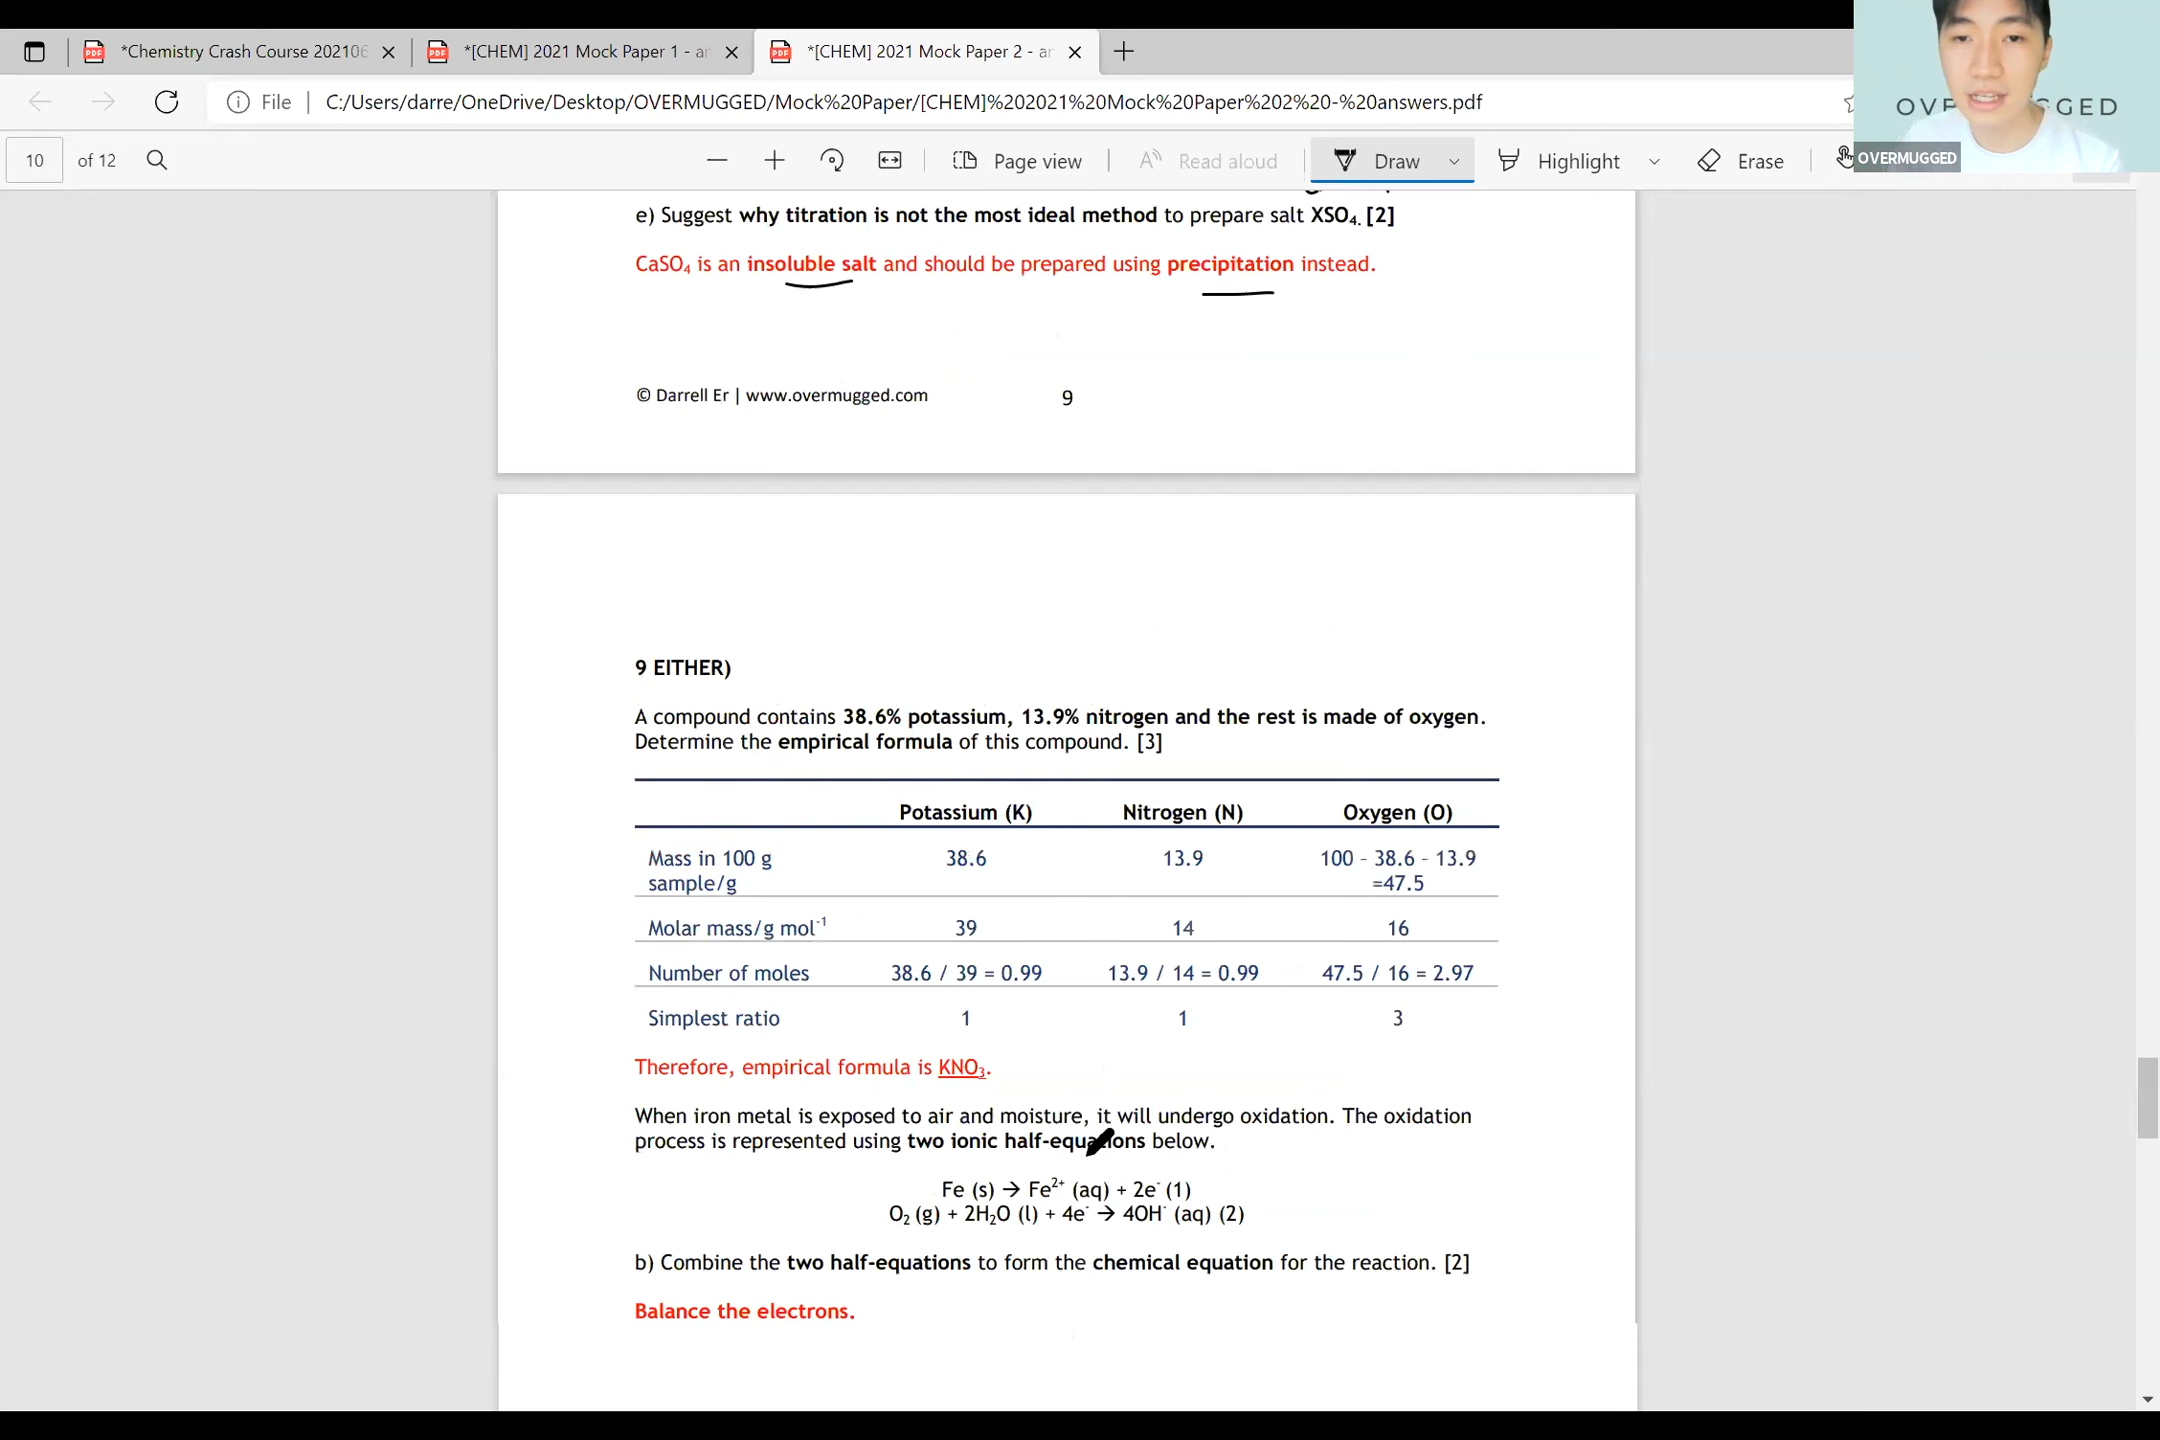 *Chemistry Crash Course 202106
*[CHEM] 2021 Mock Paper 1 - an
*[CHEM] 2021 Mock Paper 2 - an
File
C:/Users/darre/OneDrive/Desktop/OVERMUGGED/Mock%20Paper/[CHEM]%202021%20Mock%20Paper%202%20-%20answers.pdf
10 of 12
Page view
Read aloud
Draw
Highlight
Erase
OVERMUGGED
e) Suggest why titration is not the most ideal method to prepare salt XSO₄. [2]
CaSO₄ is an insoluble salt and should be prepared using precipitation instead.
© Darrell Er | www.overmugged.com 9
9 EITHER)
A compound contains 38.6% potassium, 13.9% nitrogen and the rest is made of oxygen.
Determine the empirical formula of this compound. [3]
Potassium (K) Nitrogen (N) Oxygen (O)
Mass in 100 g 38.6 13.9 100 - 38.6 - 13.9
sample/g =47.5
Molar mass/g mol⁻¹ 39 14 16
Number of moles 38.6 / 39 = 0.99 13.9 / 14 = 0.99 47.5 / 16 = 2.97
Simplest ratio 1 1 3
Therefore, empirical formula is KNO₃.
When iron metal is exposed to air and moisture, it will undergo oxidation. The oxidation
process is represented using two ionic half-equations below.
Fe (s) → Fe²⁺ (aq) + 2e⁻ (1)
O₂ (g) + 2H₂O (l) + 4e⁻ → 4OH⁻ (aq) (2)
b) Combine the two half-equations to form the chemical equation for the reaction. [2]
Balance the electrons.